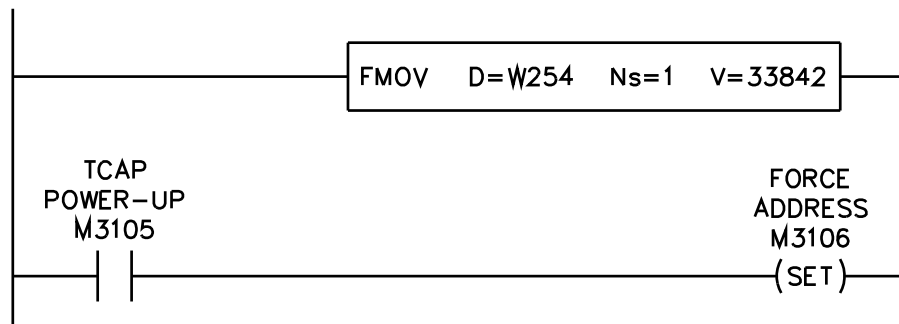 FMOV D=W254 Ns=1 V=33842
TCAP
POWER-UP
M3105
FORCE
ADDRESS
M3106
(SET)